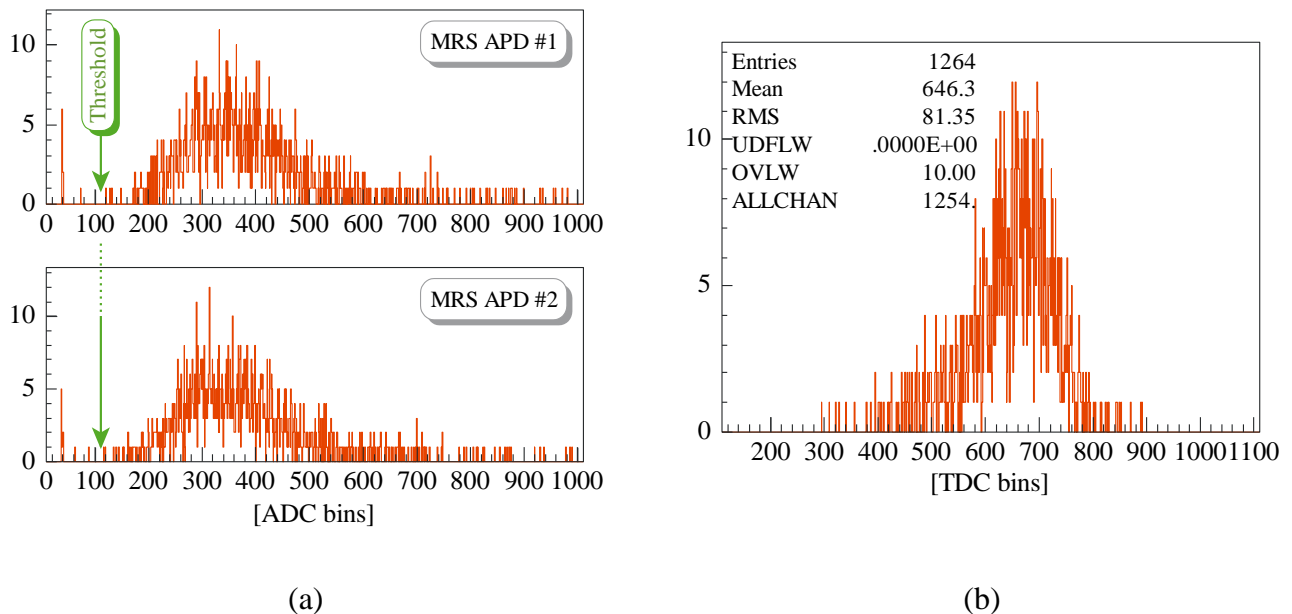 10
5
0
Threshold
MRS APD #1
0 100 200 300 400 500 600 700 800 900 1000
10
5
0
MRS APD #2
0 100 200 300 400 500 600 700 800 900 1000
[ADC bins]
(a)
10
5
0
Entries 1264
Mean 646.3
RMS 81.35
UDFLW .0000E+00
OVLW 10.00
ALLCHAN 1254.
200 300 400 500 600 700 800 900 1000 1100
[TDC bins]
(b)